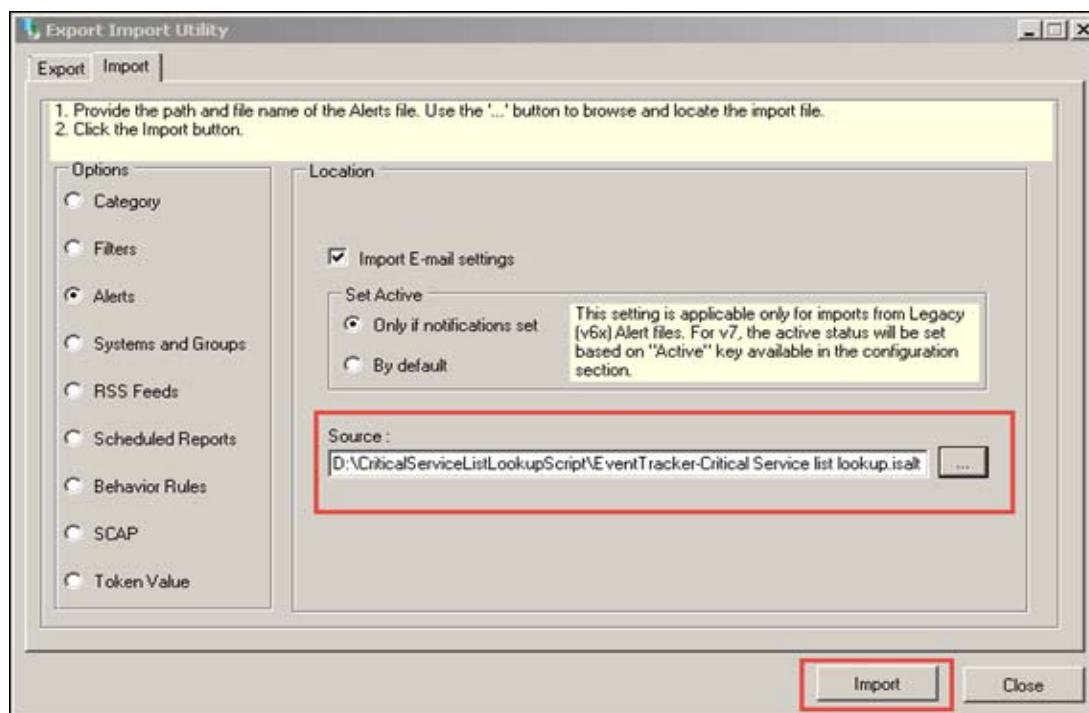 Export Import Utility
Export
Import
1. Provide the path and file name of the Alerts file. Use the '...' button to browse and locate the import file.
2. Click the Import button.
Options
Category
Filters
Alerts
Systems and Groups
RSS Feeds
Scheduled Reports
Behavior Rules
SCAP
Token Value
Location
Import E-mail settings
Set Active
Only if notifications set
By default
This setting is applicable only for imports from Legacy
(v6x) Alert files. For v7, the active status will be set
based on "Active" key available in the configuration
section.
Source :
D:\CriticalServiceListLookupScript\EventTracker-Critical Service list lookup.isalt
...
Import
Close